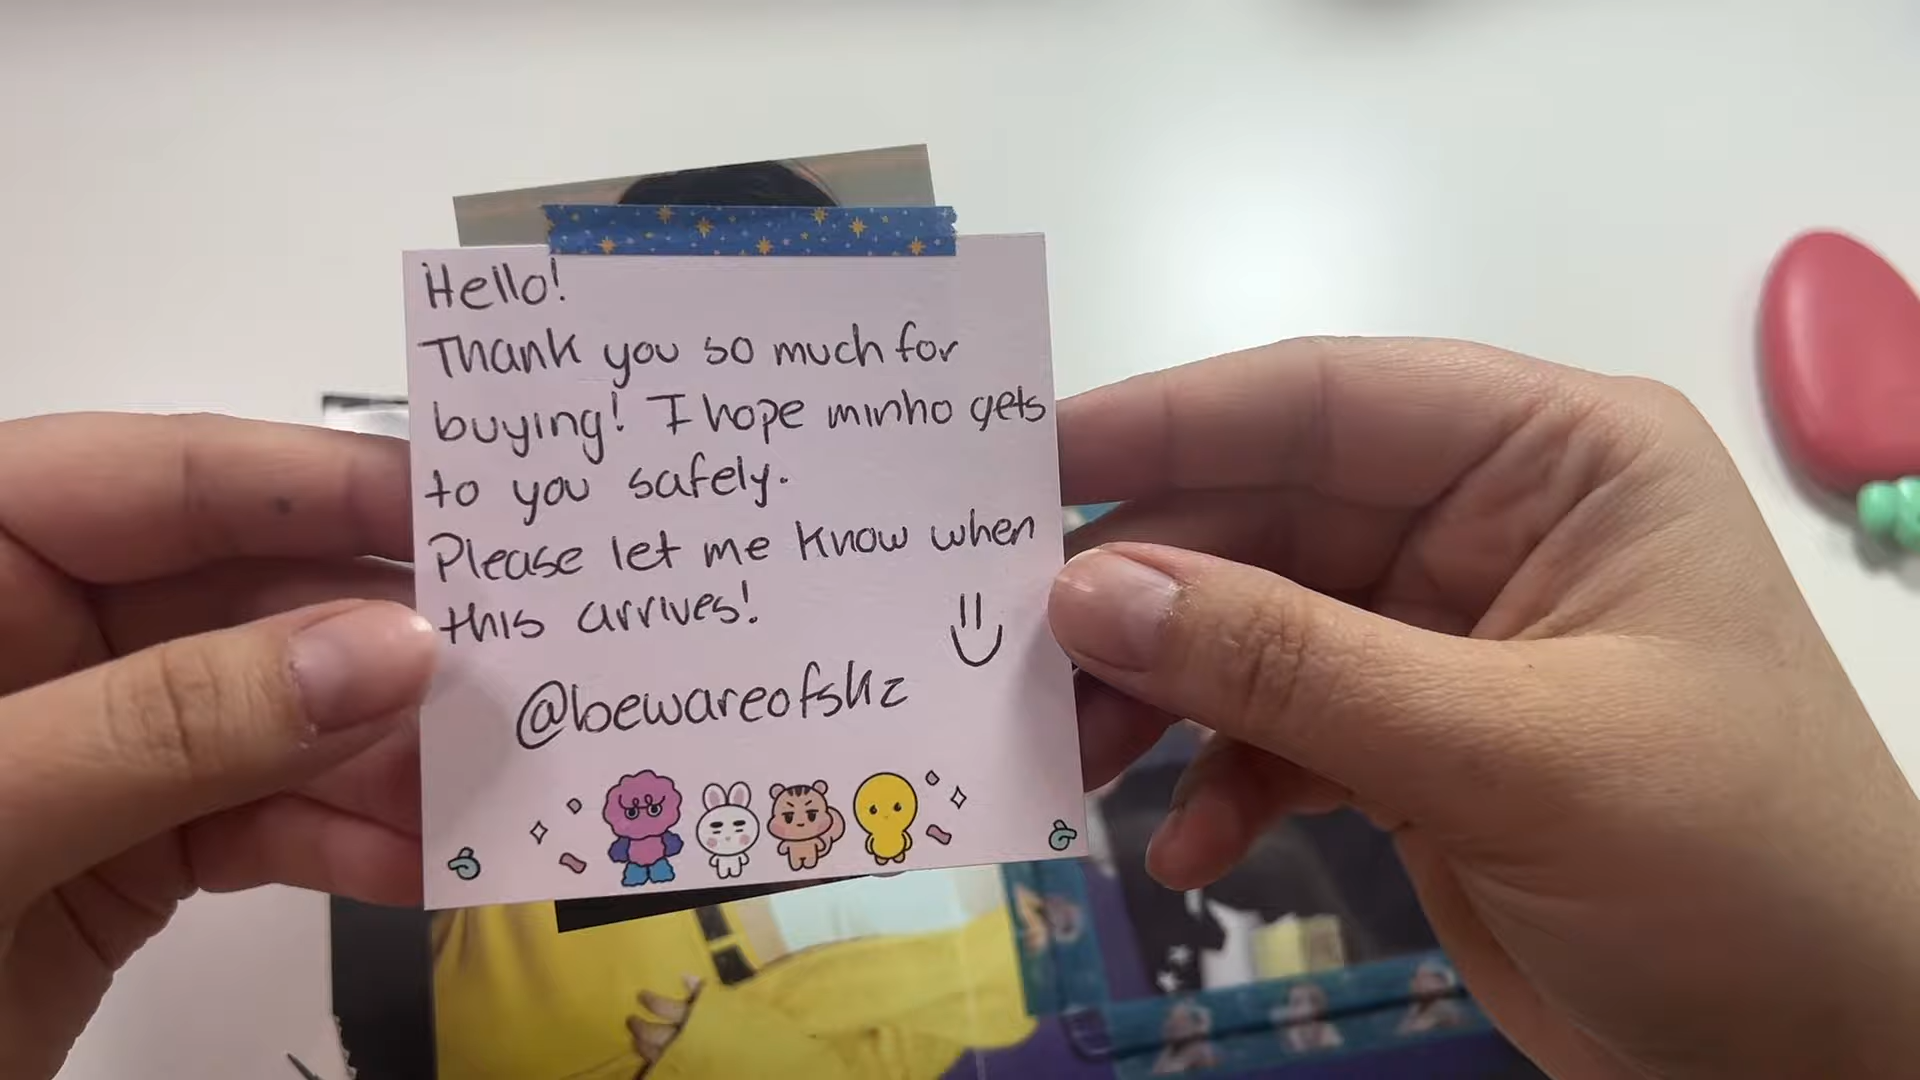 Hello!
Thank you so much for
buying! I hope minho gets
to you safely.
Please let me know when
this arrives!
@bewareofskz